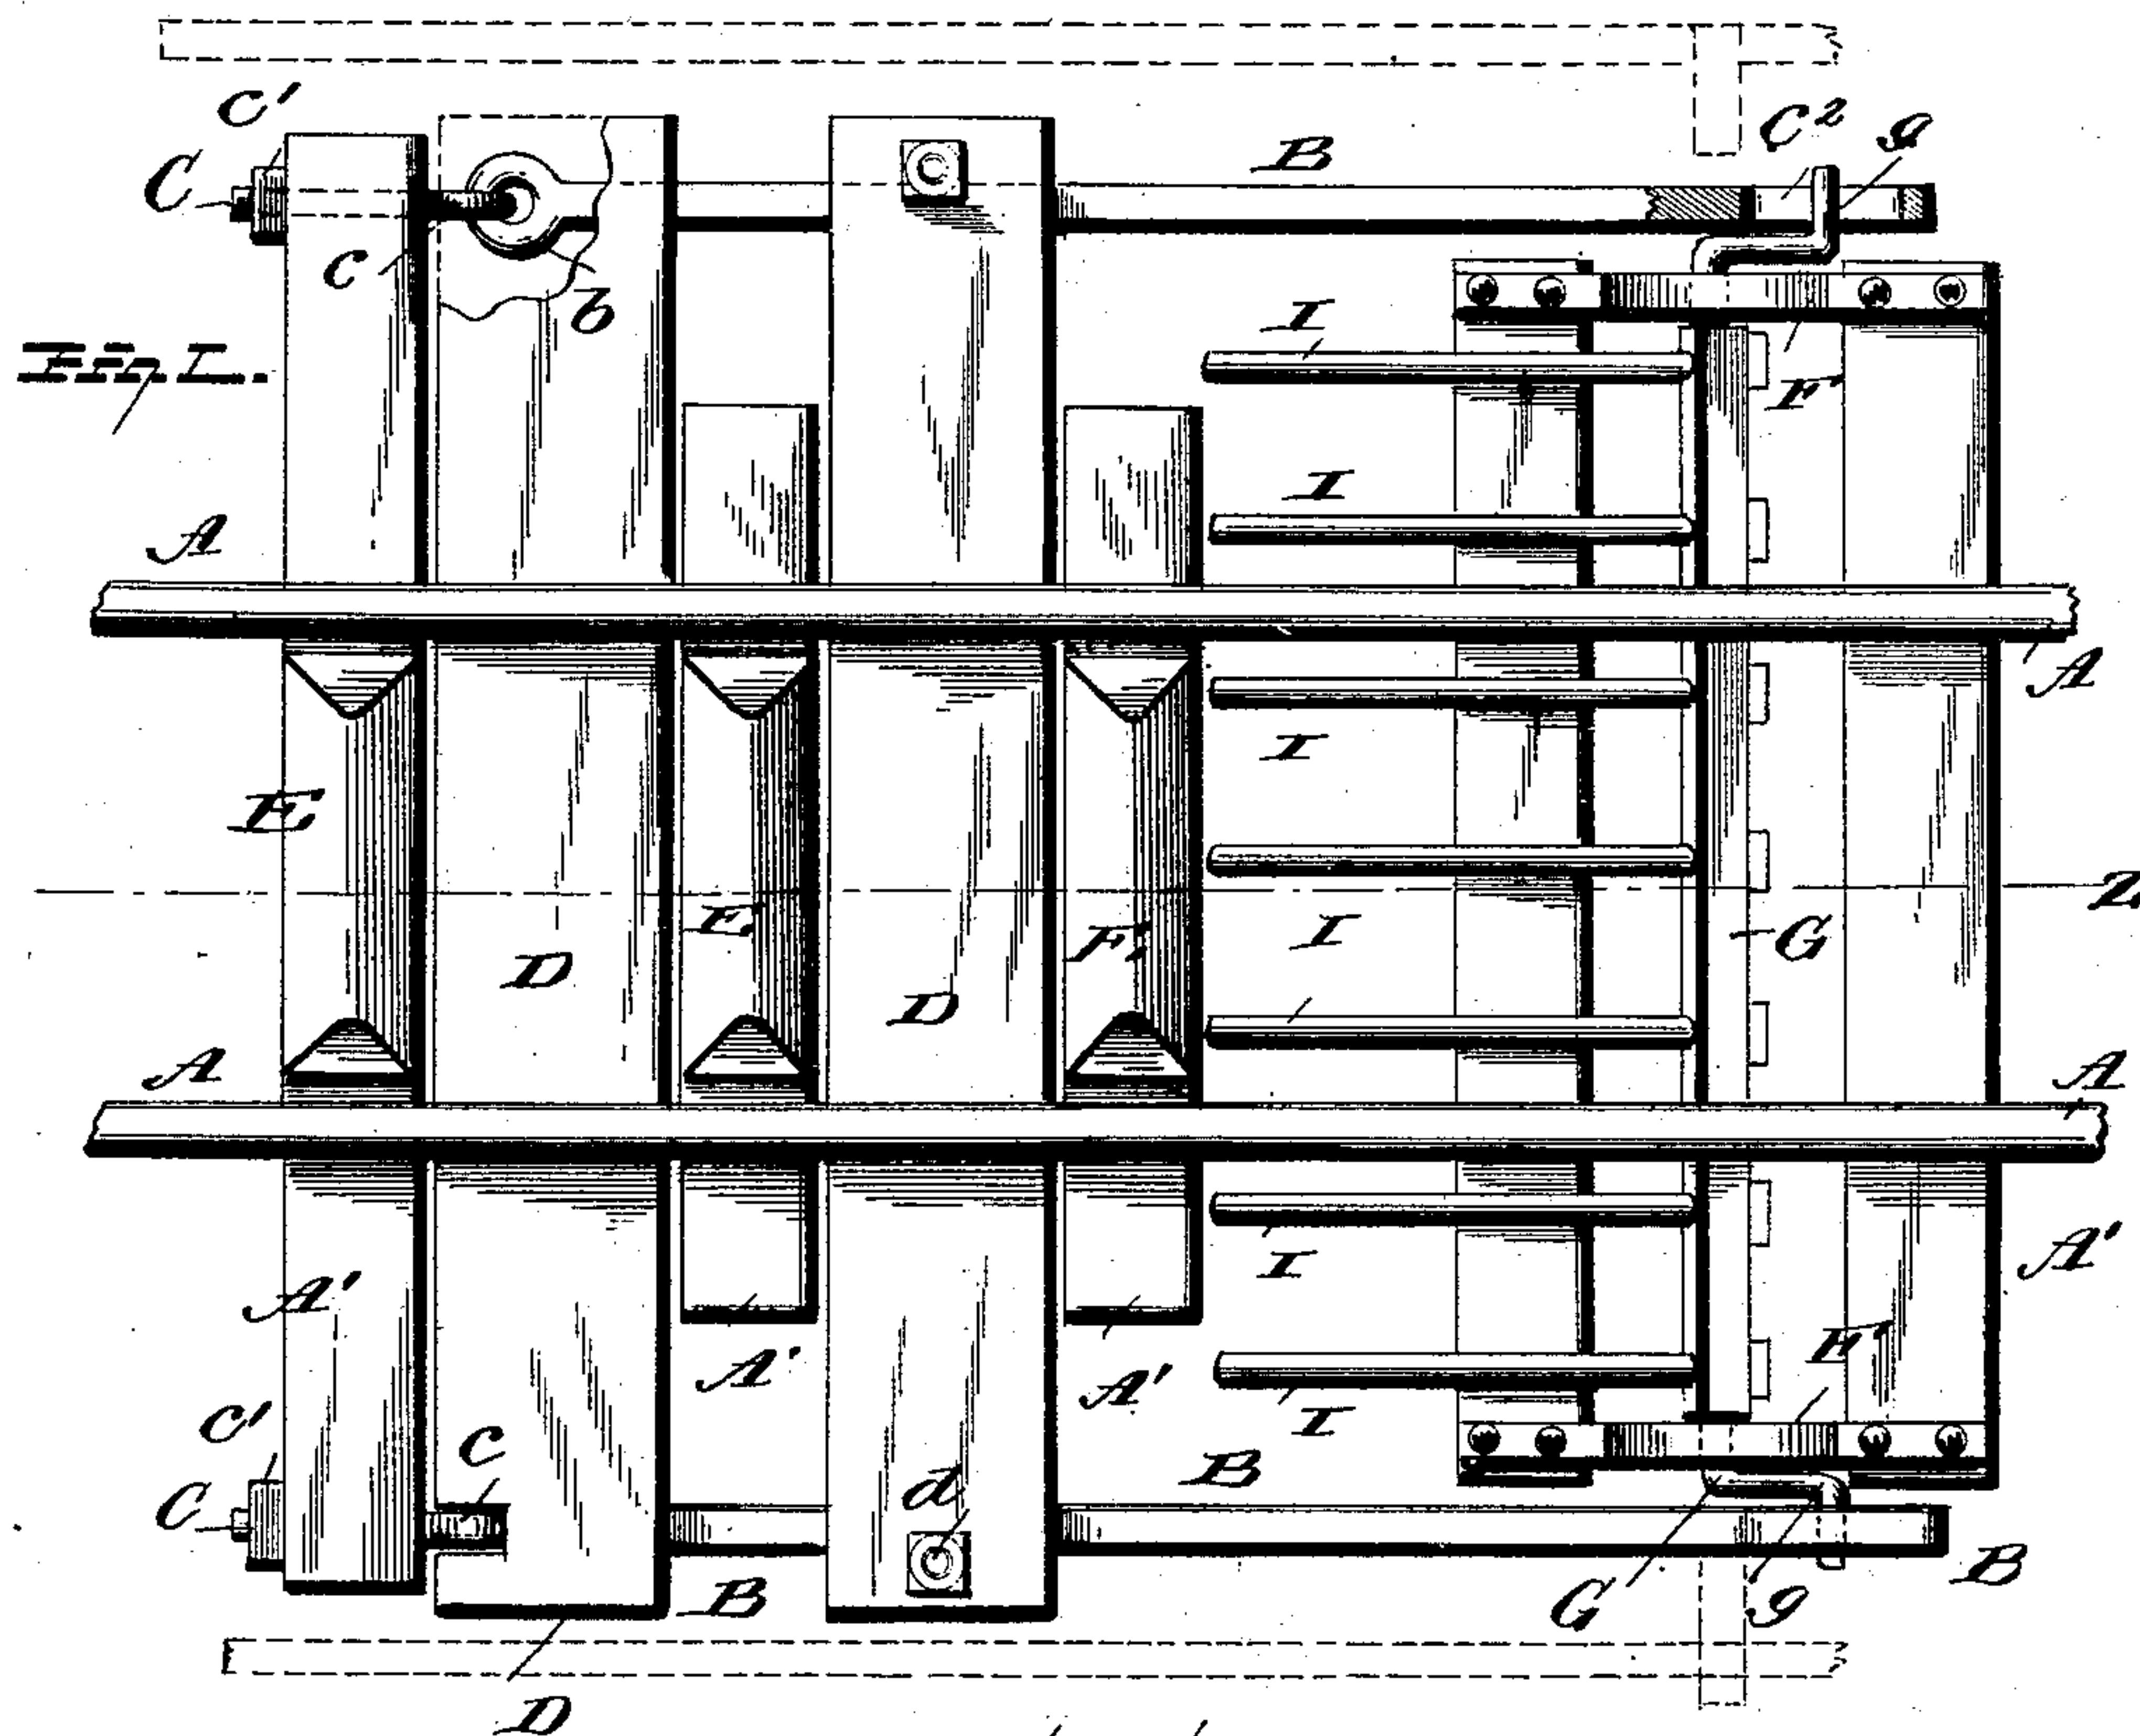 C' C² g
C B
c b
Fig. 1. I F
A I
A
I
E
E' Z
D E' I G
D
A A
I A'
A' A' A' F'
C' I
C c d B
B G g B
D